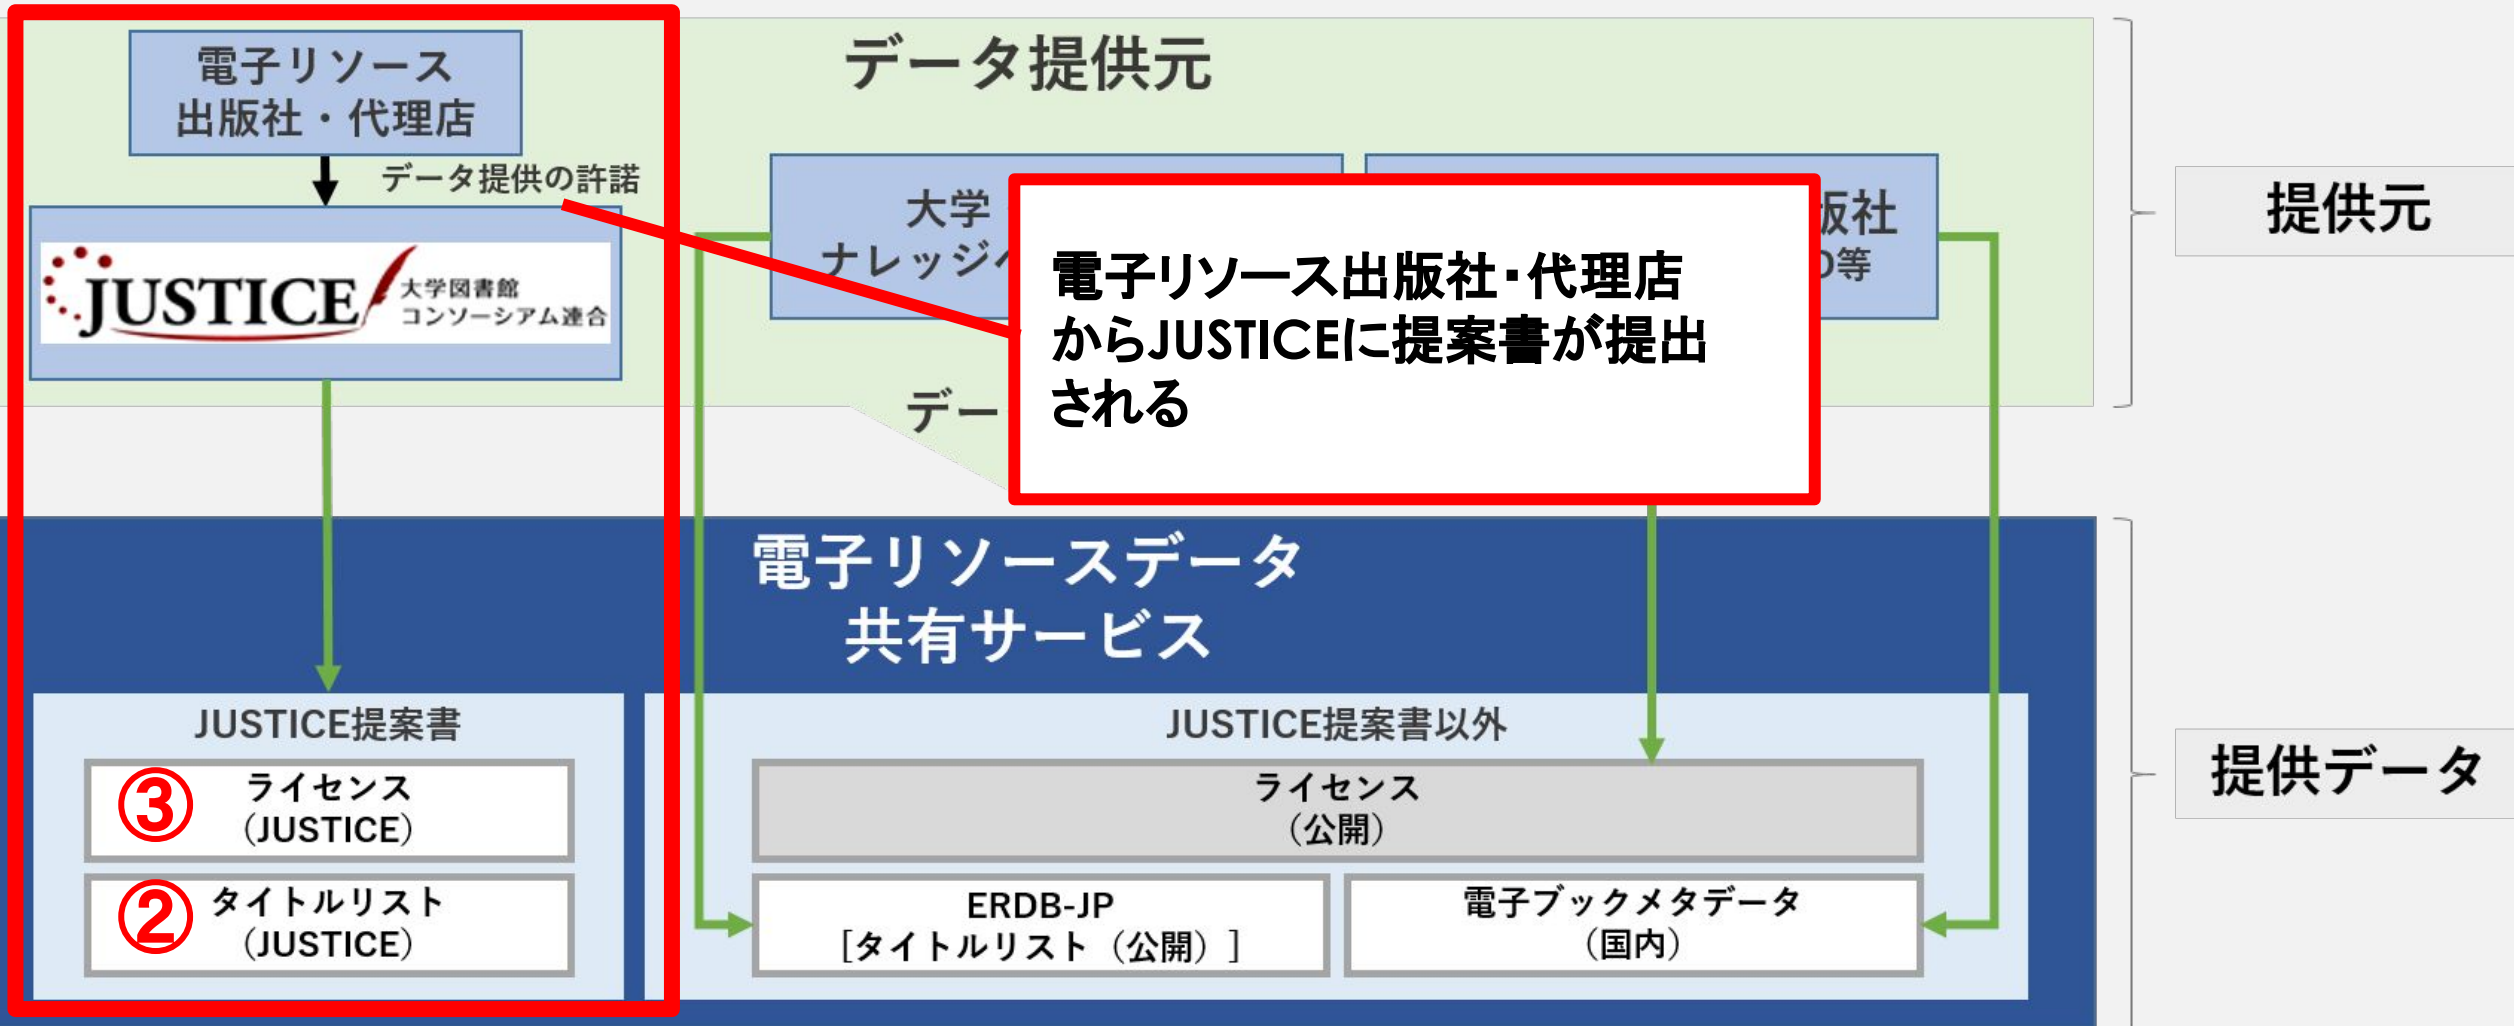 データ提供元
電子リソース
出版社・代理店
データ提供の許諾
JUSTICE
大学図書館
コンソーシアム連合
大学
ナレッジ
版社
等
電子リソース出版社・代理店
からJUSTICEに提案書が提出
される
デー
提供元
電子リソースデータ
共有サービス
JUSTICE提案書
③ ライセンス
（JUSTICE）
② タイトルリスト
（JUSTICE）
JUSTICE提案書以外
ライセンス
（公開）
ERDB-JP
［タイトルリスト（公開）］
電子ブックメタデータ
（国内）
提供データ